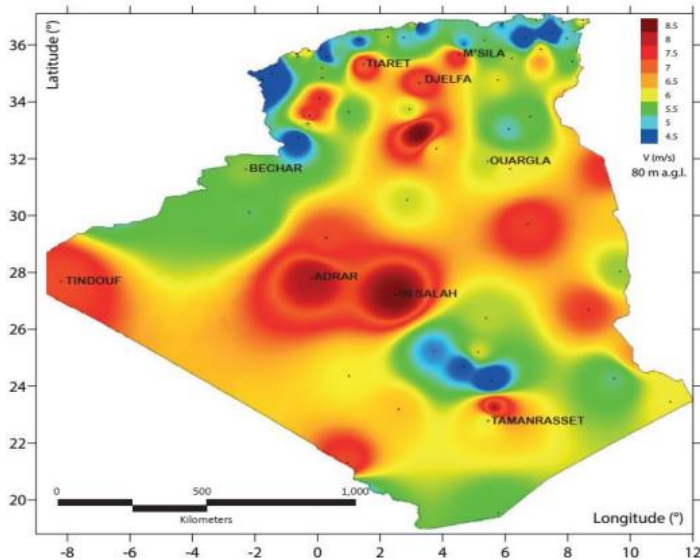 Latitude (°)
36
34
32
30
28
26
24
22
20
8.5
8
7.5
7
6.5
6
5.5
5
4.5
V (m/s)
80 m a.g.l.
TIARET
M'SILA
DJELFA
BECHAR
OUARGLA
TINDOUF
ADRAR
IN SALAH
TAMANRASSET
0 500 1,000
Kilometers
Longitude (°)
-8 -6 -4 -2 0 2 4 6 8 10 12